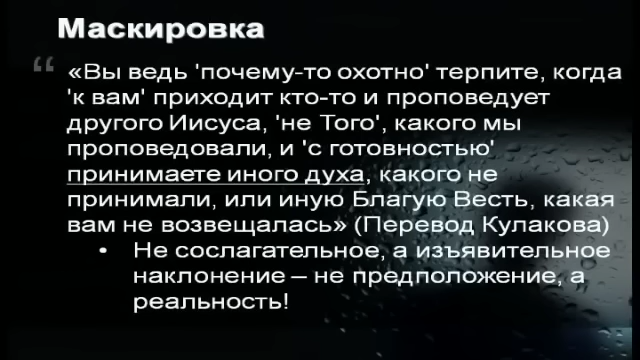 Маскировка
“ «Вы ведь 'почему-то охотно' терпите, когда
'к вам' приходит кто-то и проповедует
другого Иисуса, 'не Того', какого мы
проповедовали, и 'с готовностью'
принимаете иного духа, какого не
принимали, или иную Благую Весть, какая
вам не возвещалась» (Перевод Кулакова)
• Не сослагательное, а изъявительное
наклонение – не предположение, а
реальность!